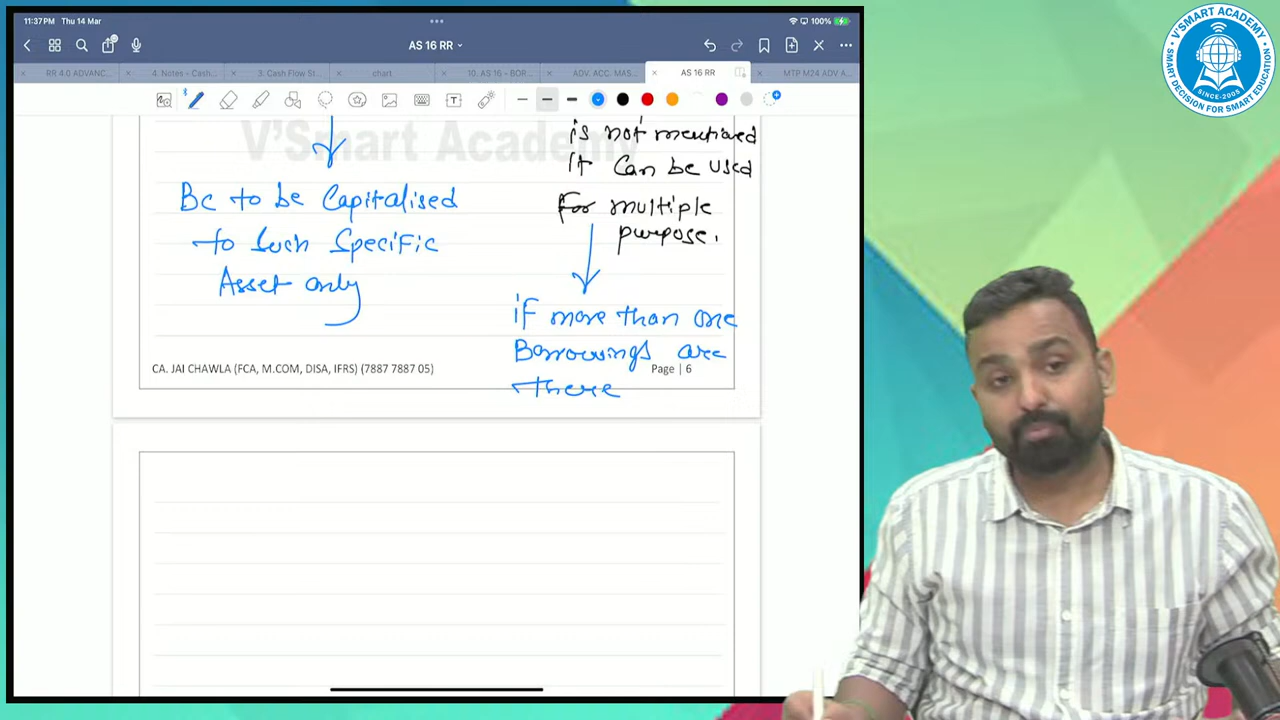 11:37PM Thu 14 Mar
100%
AS 16 RR
RR 4.0 ADVANC...
4. Notes - Cash...
3. Cash Flow St...
chart
10. AS 16 - BOR...
ADV. ACC. MAS...
AS 16 RR
MTP M24 ADV A...
V'Smart Academy
Bc to be Capitalised
to Such Specific
Asset only
is not mentioned
It Can be used
For multiple
purpose.
if more than one
Borrowings are
there
CA. JAI CHAWLA (FCA, M.COM, DISA, IFRS) (7887 7887 05)
Page | 6
V'SMART ACADEMY
SINCE-2005
SMART DECISION FOR SMART EDUCATION